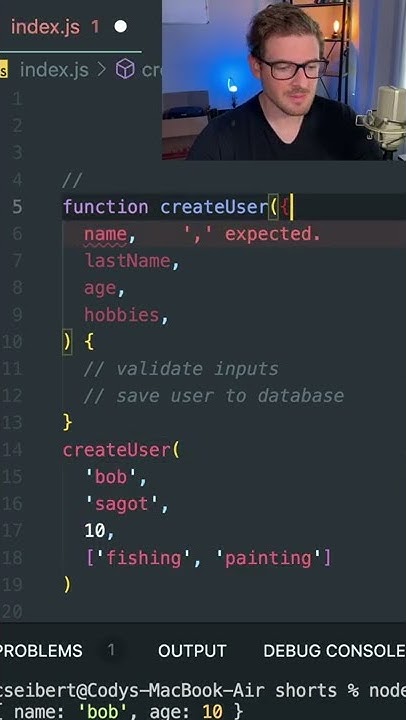 index.js 1
index.js > cr
1
2
3
4 //
5 function createUser({
6 name, ',' expected.
7 lastName,
8 age,
9 hobbies,
10 ) {
11 // validate inputs
12 // save user to database
13 }
14 createUser(
15 'bob',
16 'sagot',
17 10,
18 ['fishing', 'painting']
19 )
20
PROBLEMS 1 OUTPUT DEBUG CONSOLE
cseibert@Codys-MacBook-Air shorts % node
{ name: 'bob', age: 10 }